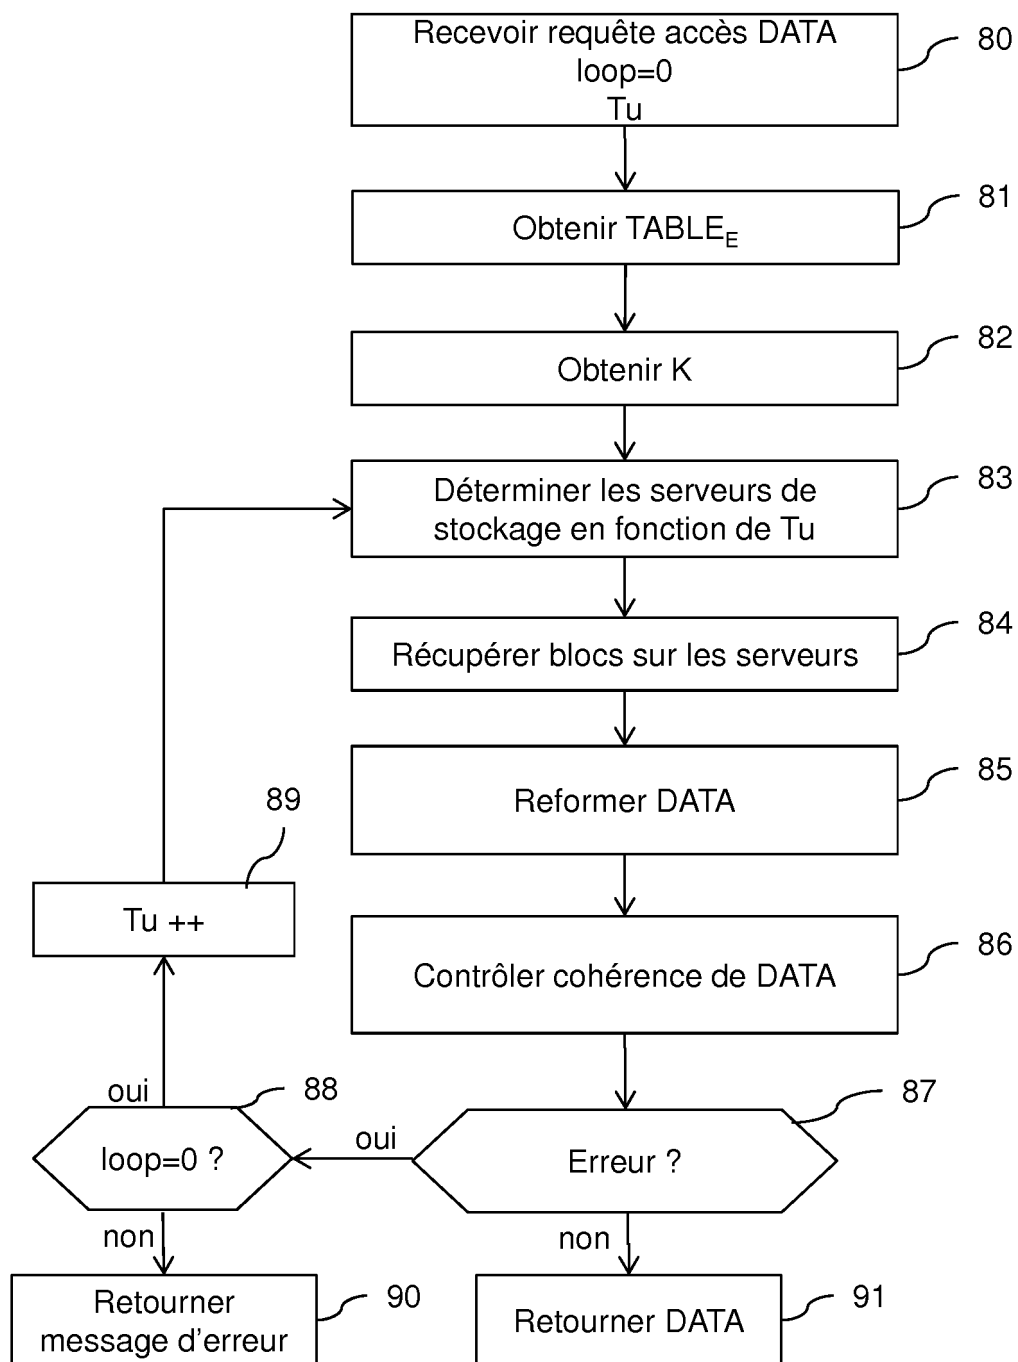 Recevoir requête accès DATA
loop=0
Tu
80
Obtenir TABLE_E
81
Obtenir K
82
Déterminer les serveurs de
stockage en fonction de Tu
83
Récupérer blocs sur les serveurs
84
Reformer DATA
85
89
Tu ++
Contrôler cohérence de DATA
86
oui
88
loop=0 ?
oui
Erreur ?
87
non
non
Retourner
message d'erreur
90
Retourner DATA
91